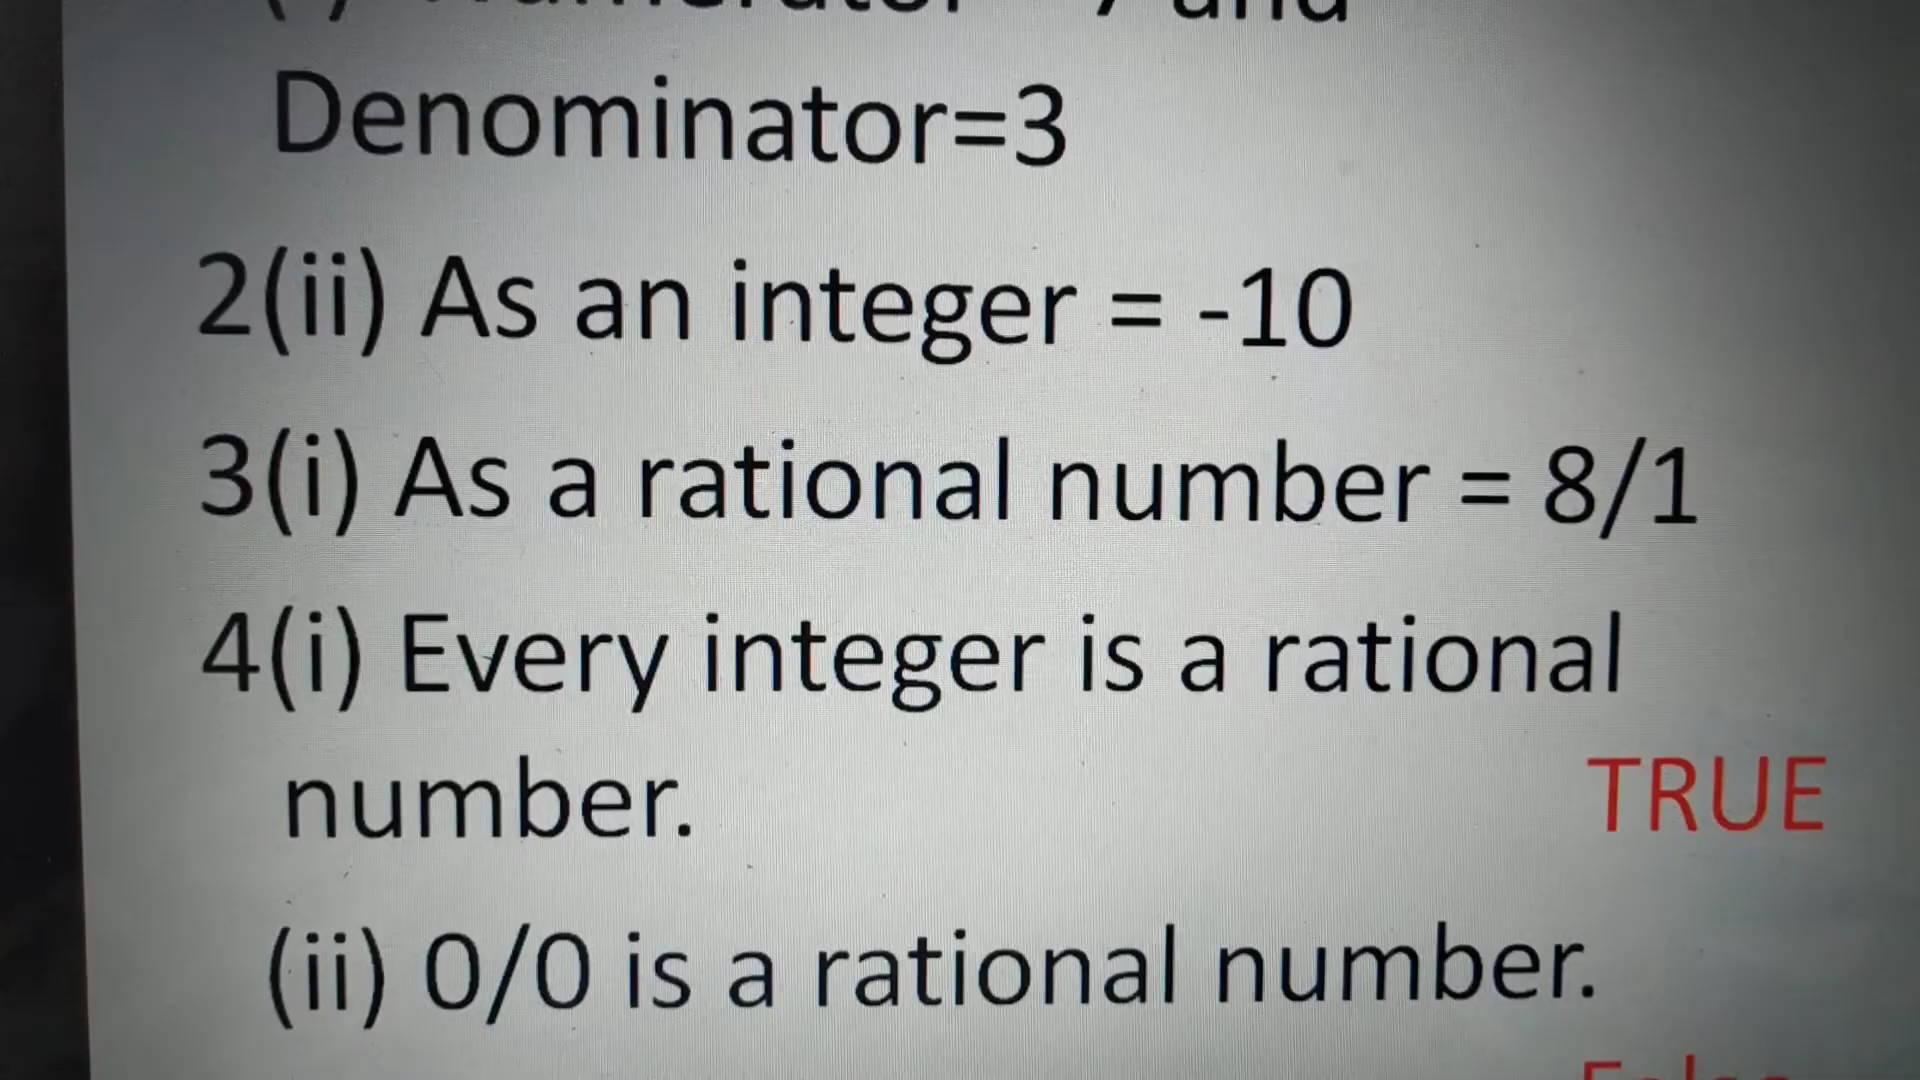 Denominator=3
2(ii) As an integer = -10
3(i) As a rational number = 8/1
4(i) Every integer is a rational
number. TRUE
(ii) 0/0 is a rational number.